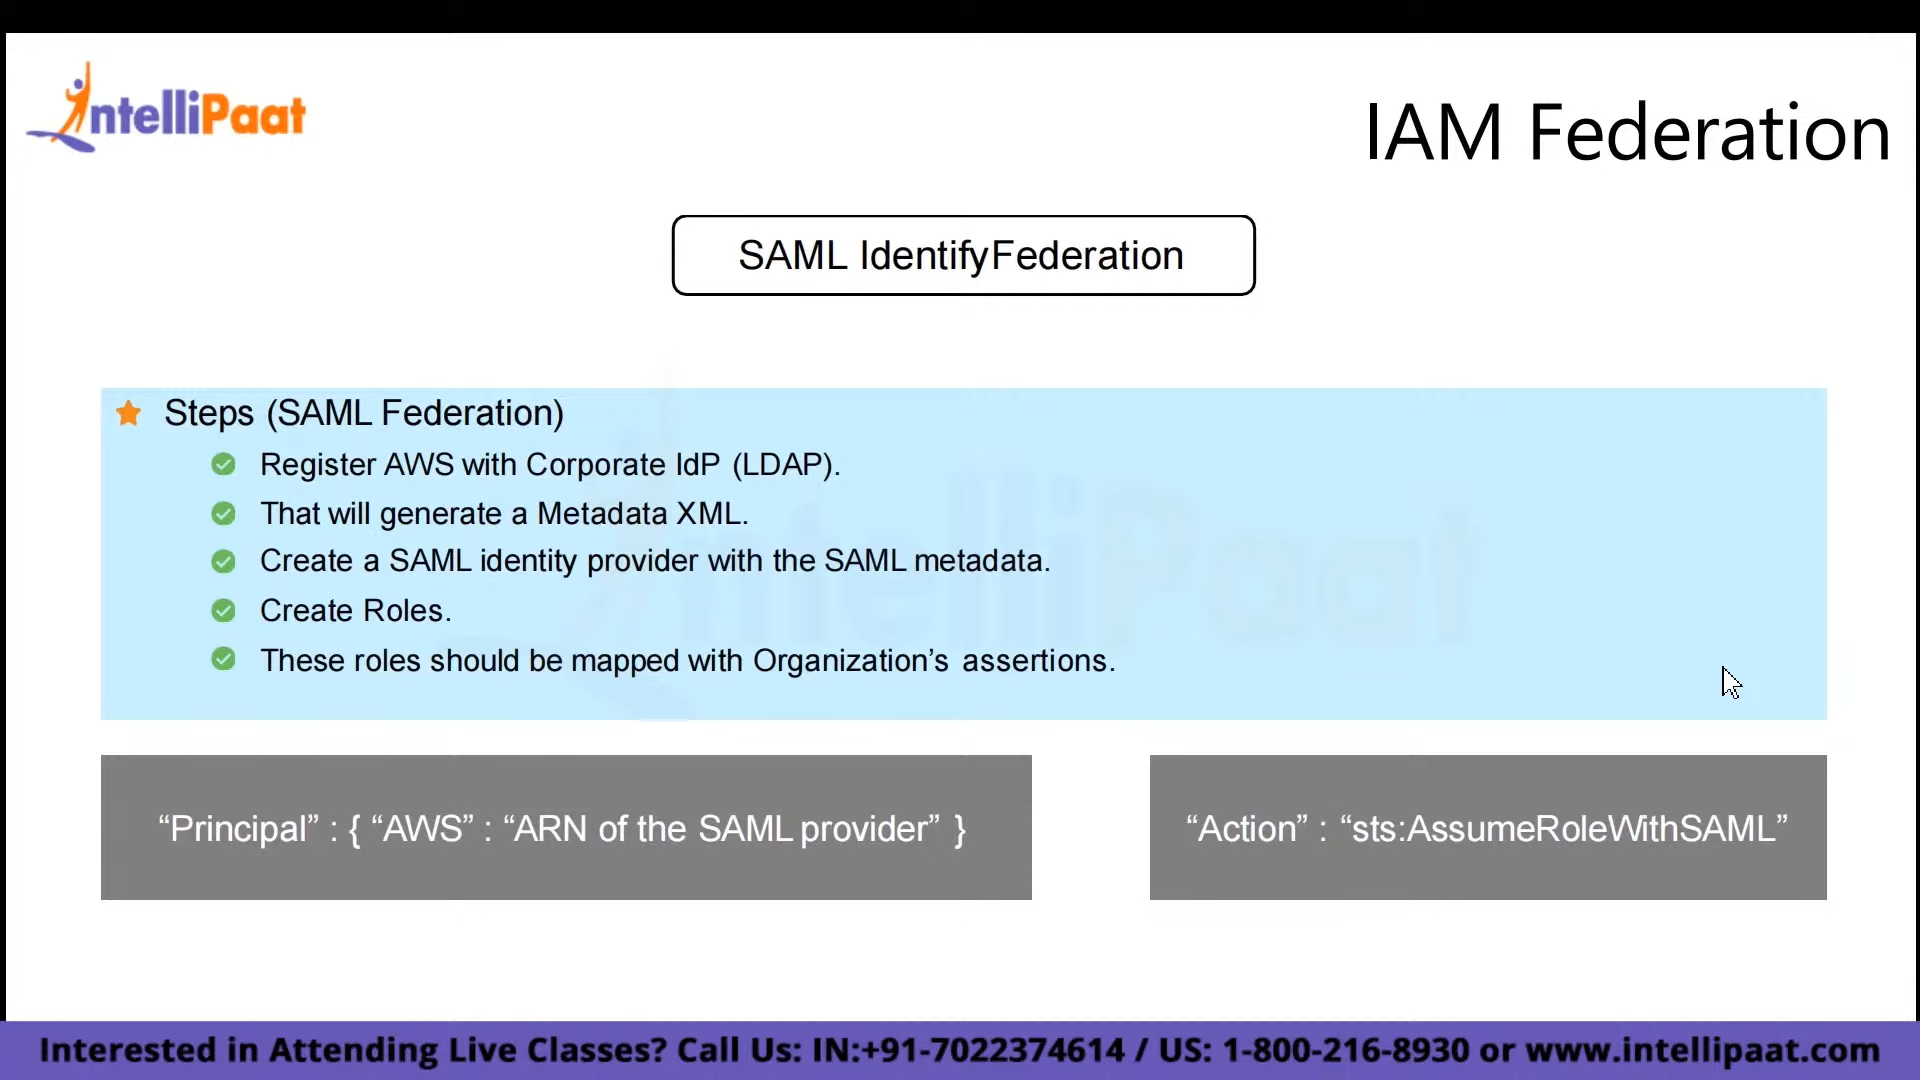 IntelliPaat
IAM Federation
SAML IdentifyFederation
Steps (SAML Federation)
Register AWS with Corporate IdP (LDAP).
That will generate a Metadata XML.
Create a SAML identity provider with the SAML metadata.
Create Roles.
These roles should be mapped with Organization’s assertions.
“Principal” : { “AWS” : “ARN of the SAML provider” }
“Action” : “sts:AssumeRoleWithSAML”
Interested in Attending Live Classes? Call Us: IN:+91-7022374614 / US: 1-800-216-8930 or www.intellipaat.com